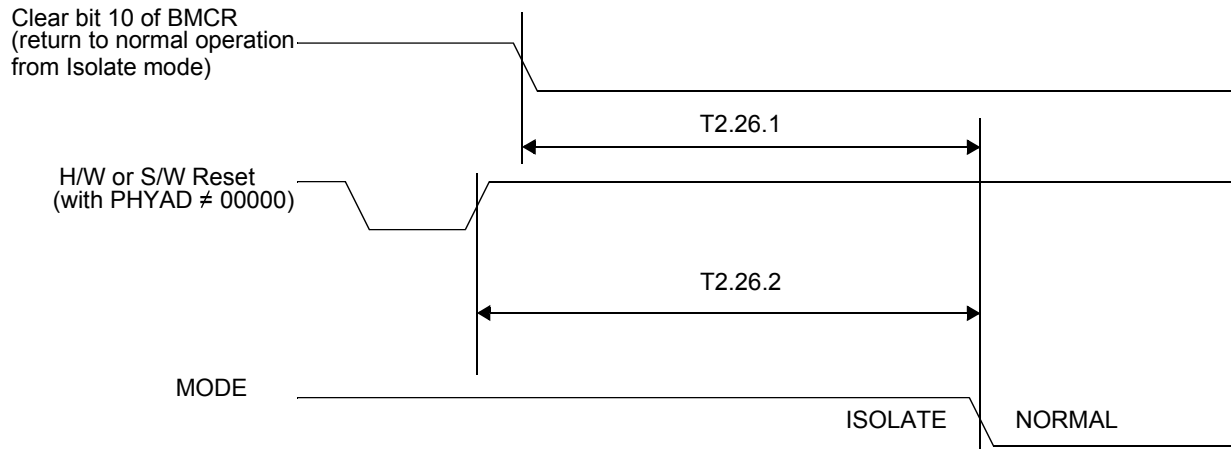 Clear bit 10 of BMCR
(return to normal operation
from Isolate mode)
T2.26.1
H/W or S/W Reset
(with PHYAD ≠ 00000)
T2.26.2
MODE
ISOLATE
NORMAL